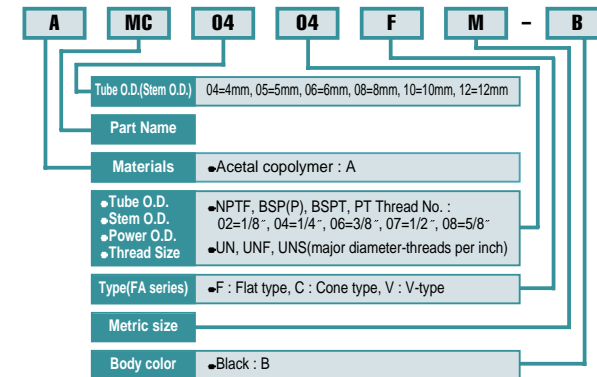 A MC 04 04 F M - B
Tube O.D.(Stem O.D.) 04=4mm, 05=5mm, 06=6mm, 08=8mm, 10=10mm, 12=12mm
Part Name
Materials •Acetal copolymer : A
•Tube O.D.
•Stem O.D.
•Power O.D.
•Thread Size
•NPTF, BSP(P), BSPT, PT Thread No. :
02=1/8˝, 04=1/4˝, 06=3/8˝, 07=1/2˝, 08=5/8˝
•UN, UNF, UNS(major diameter-threads per inch)
Type(FA series) •F : Flat type, C : Cone type, V : V-type
Metric size
Body color •Black : B